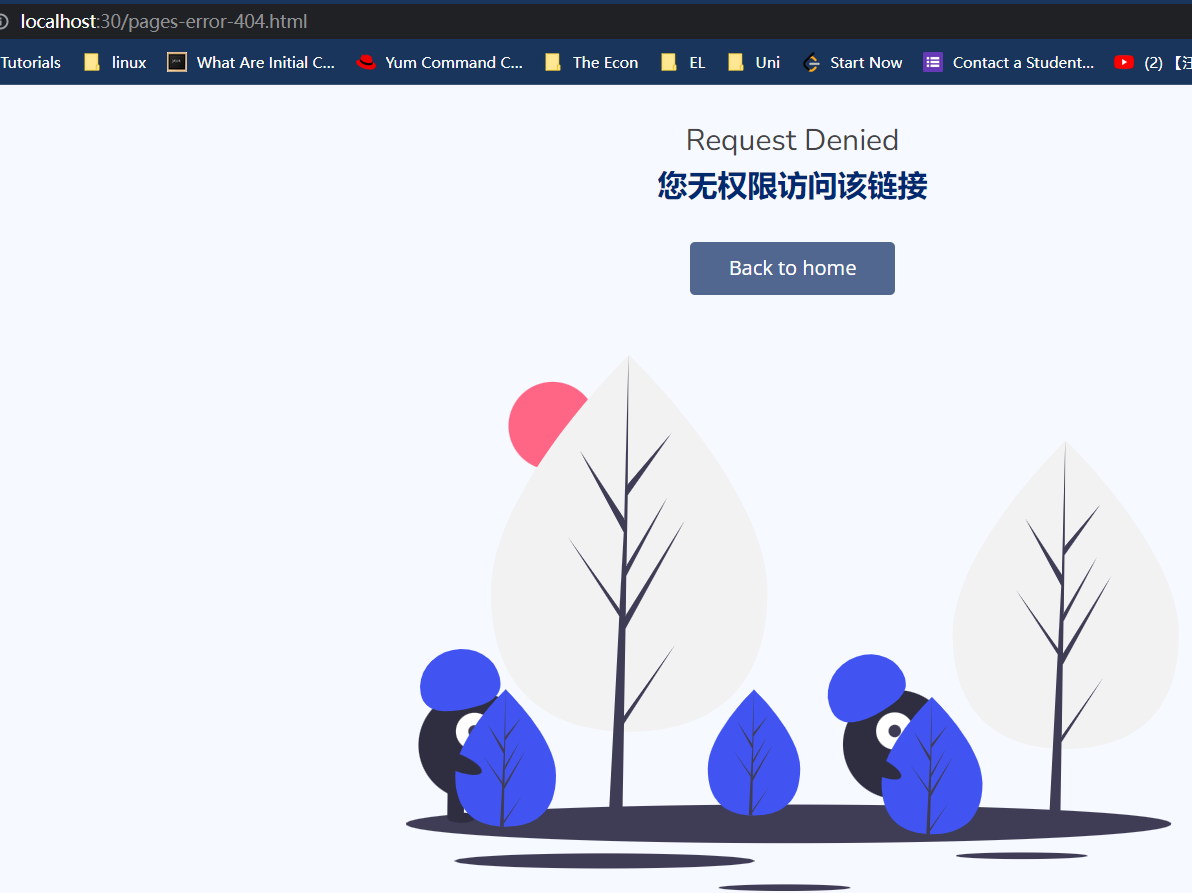 localhost:30/pages-error-404.html
Tutorials linux What Are Initial C... Yum Command C... The Econ EL Uni Start Now Contact a Student... (2) 【汪
Request Denied
您无权限访问该链接
Back to home